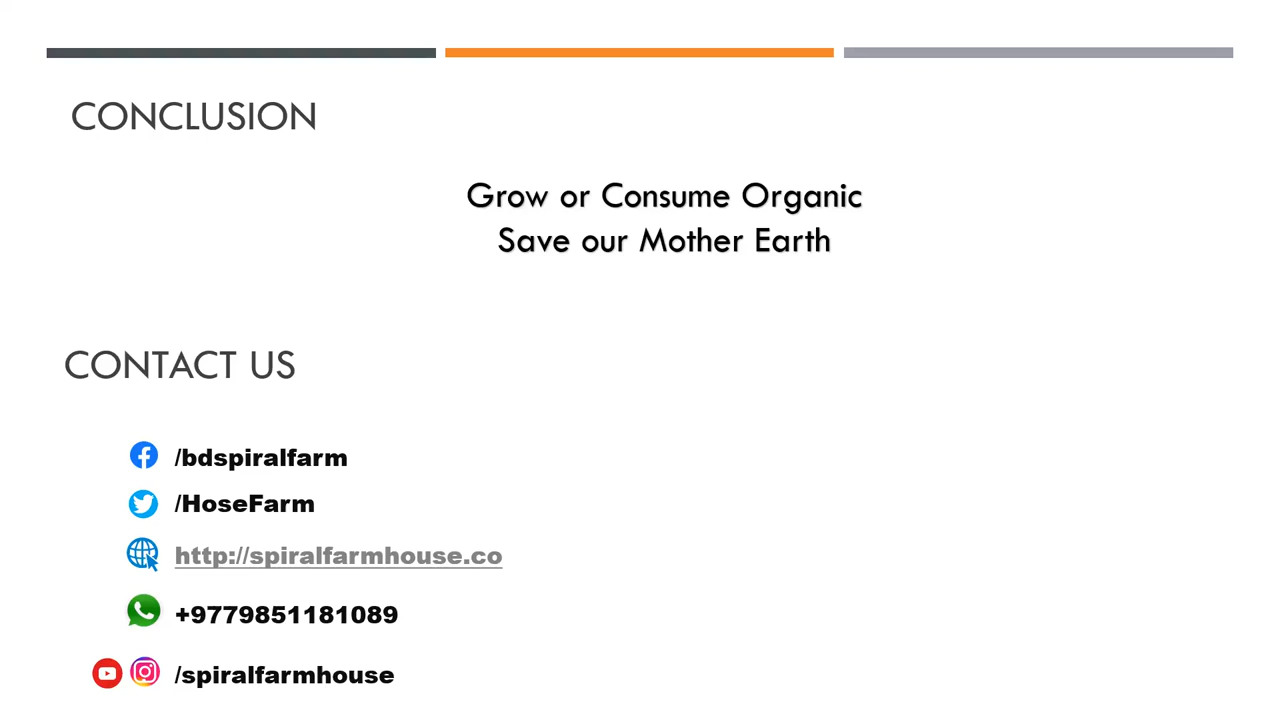 CONCLUSION
Grow or Consume Organic
Save our Mother Earth
CONTACT US
/bdspiralfarm
/HoseFarm
http://spiralfarmhouse.co
+9779851181089
/spiralfarmhouse